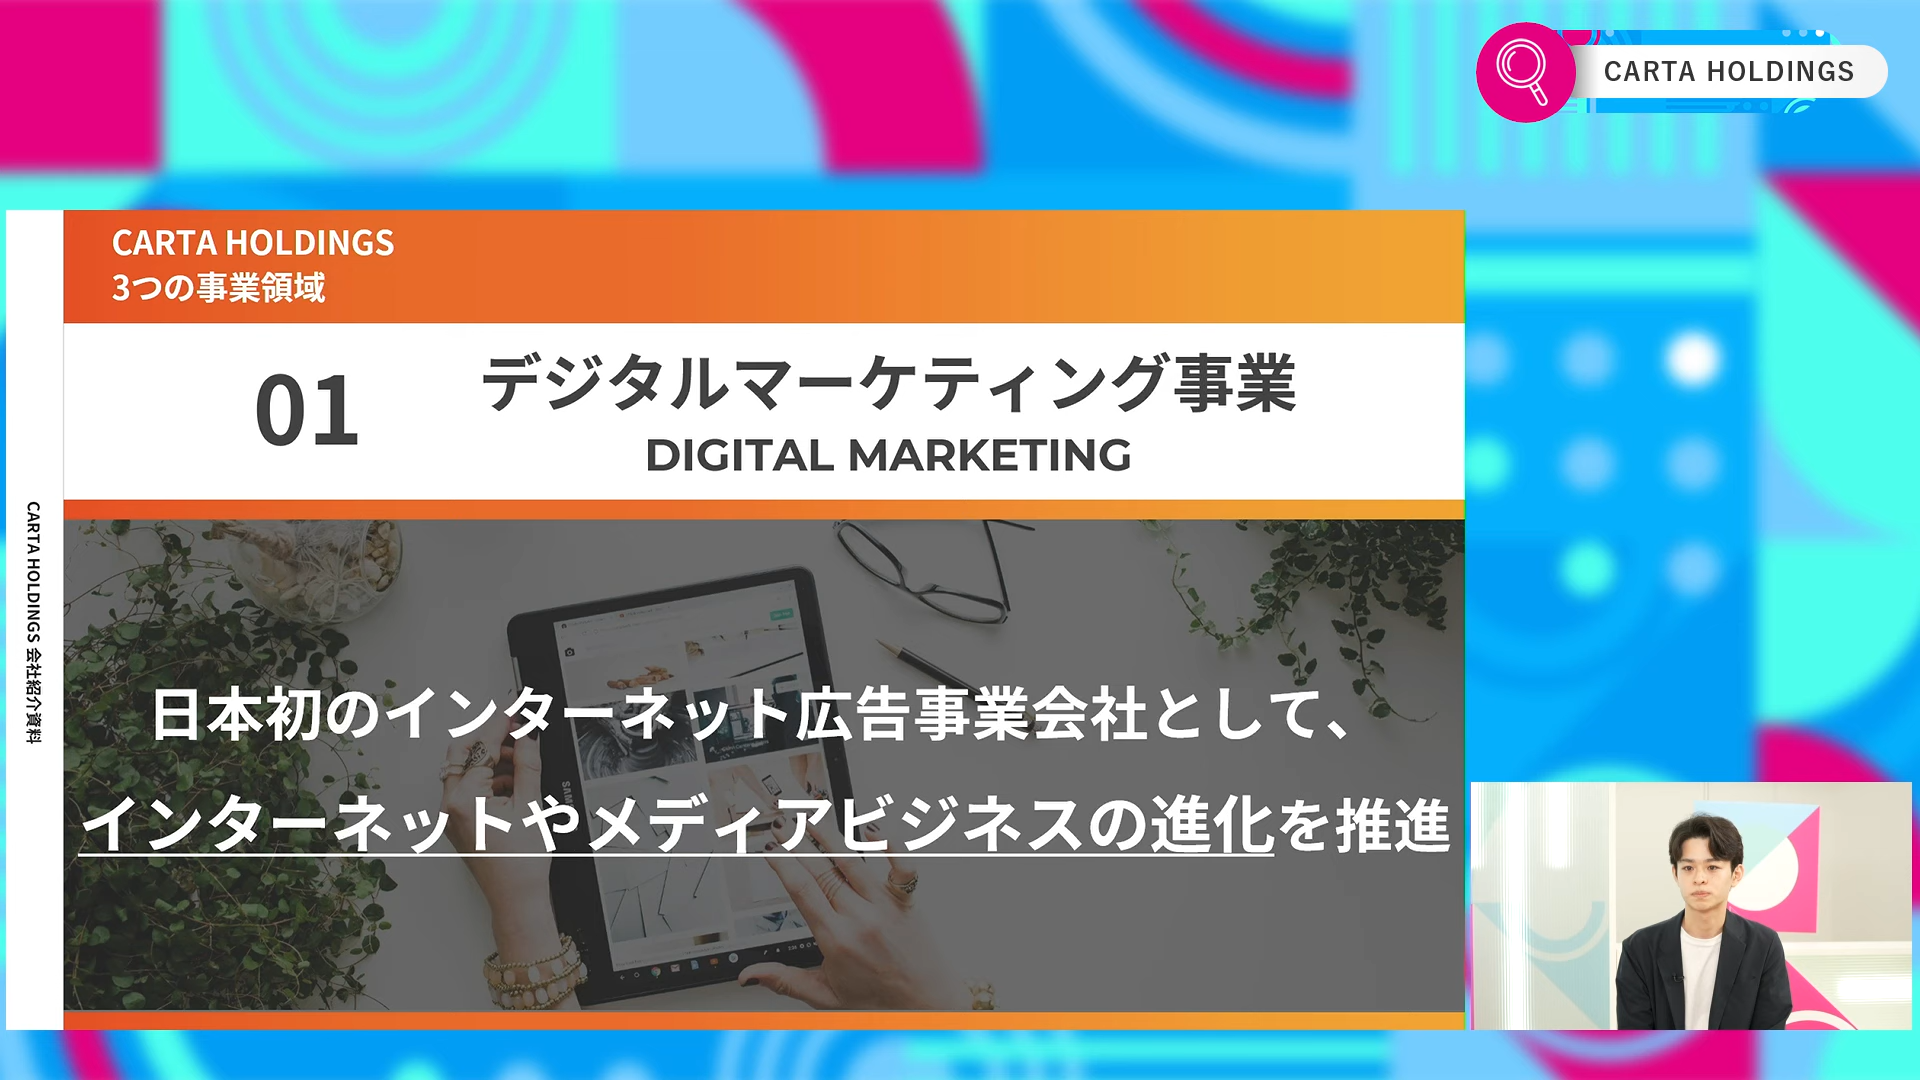 CARTA HOLDINGS
CARTA HOLDINGS
3つの事業領域
01
デジタルマーケティング事業
DIGITAL MARKETING
CARTA HOLDINGS 会社紹介資料
日本初のインターネット広告事業会社として、
インターネットやメディアビジネスの進化を推進